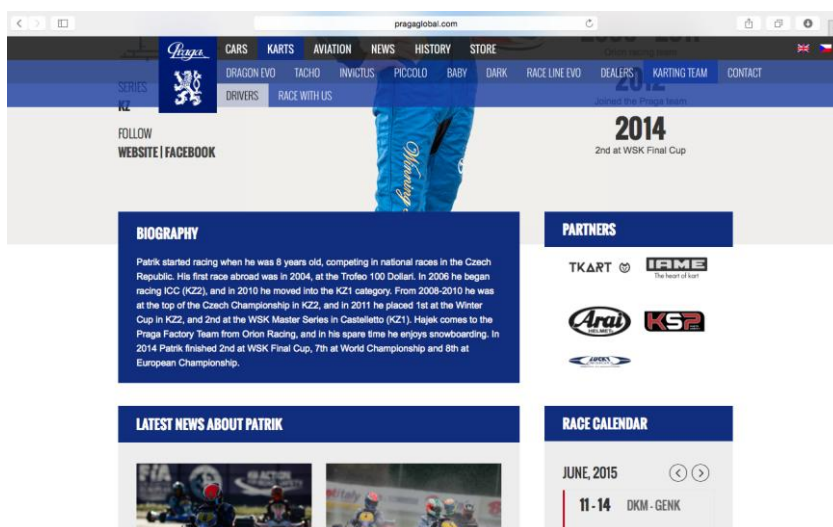 pragaglobal.com
Praga
CARS KARTS AVIATION NEWS HISTORY STORE
DRAGON EVO TACHO INVICTUS PICCOLO BABY DARK RACE LINE EVO DEALERS KARTING TEAM CONTACT
DRIVERS RACE WITH US
Orion racing team
SERIES
KZ
2012
Joined the Praga team
FOLLOW
WEBSITE | FACEBOOK
2014
2nd at WSK Final Cup
Winning
BIOGRAPHY
Patrik started racing when he was 8 years old, competing in national races in the Czech
Republic. His first race abroad was in 2004, at the Trofeo 100 Dollari. In 2006 he began
racing ICC (KZ2), and in 2010 he moved into the KZ1 category. From 2008-2010 he was
at the top of the Czech Championship in KZ2, and in 2011 he placed 1st at the Winter
Cup in KZ2, and 2nd at the WSK Master Series in Castelletto (KZ1). Hajek comes to the
Praga Factory Team from Orion Racing, and in his spare time he enjoys snowboarding. In
2014 Patrik finished 2nd at WSK Final Cup, 7th at World Championship and 8th at
European Championship.
PARTNERS
TKART IAME
The heart of kart
Arai KSP
HELMET
LATEST NEWS ABOUT PATRIK
FIA
RACE CALENDAR
JUNE, 2015
11 - 14 DKM - GENK